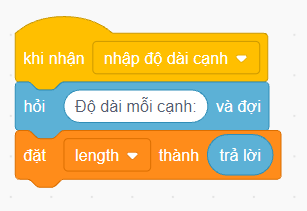 khi nhận nhập độ dài cạnh
hỏi Độ dài mỗi cạnh: và đợi
đặt length thành trả lời